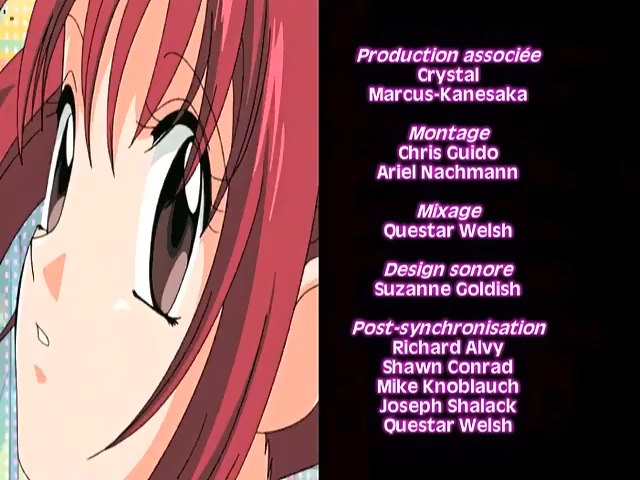 Production associée
Crystal
Marcus-Kanesaka
Montage
Chris Guido
Ariel Nachmann
Mixage
Questar Welsh
Design sonore
Suzanne Goldish
Post-synchronisation
Richard Alvy
Shawn Conrad
Mike Knoblauch
Joseph Shalack
Questar Welsh